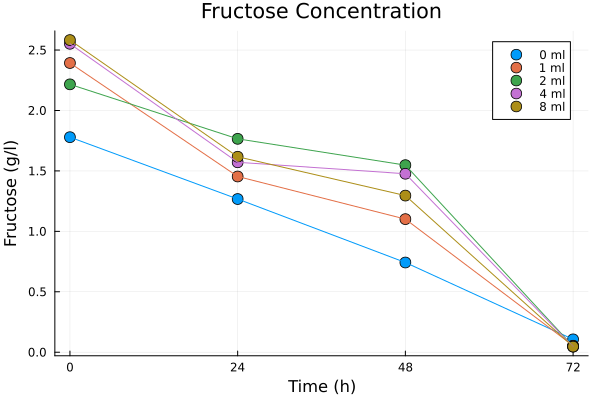 Fructose Concentration
Fructose (g/l)
2.5
2.0
1.5
1.0
0.5
0.0
0 ml
1 ml
2 ml
4 ml
8 ml
0 24 48 72
Time (h)